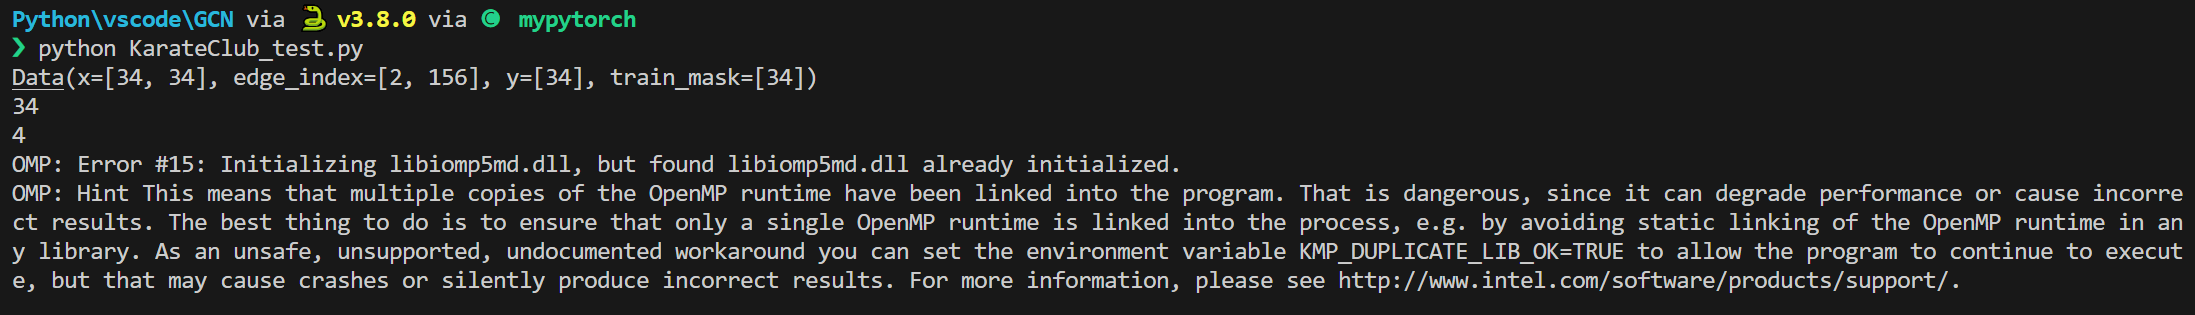 Python\vscode\GCN via 🐍 v3.8.0 via C mypytorch
❯ python KarateClub_test.py
Data(x=[34, 34], edge_index=[2, 156], y=[34], train_mask=[34])
34
4
OMP: Error #15: Initializing libiomp5md.dll, but found libiomp5md.dll already initialized.
OMP: Hint This means that multiple copies of the OpenMP runtime have been linked into the program. That is dangerous, since it can degrade performance or cause incorre
ct results. The best thing to do is to ensure that only a single OpenMP runtime is linked into the process, e.g. by avoiding static linking of the OpenMP runtime in an
y library. As an unsafe, unsupported, undocumented workaround you can set the environment variable KMP_DUPLICATE_LIB_OK=TRUE to allow the program to continue to execut
e, but that may cause crashes or silently produce incorrect results. For more information, please see http://www.intel.com/software/products/support/.